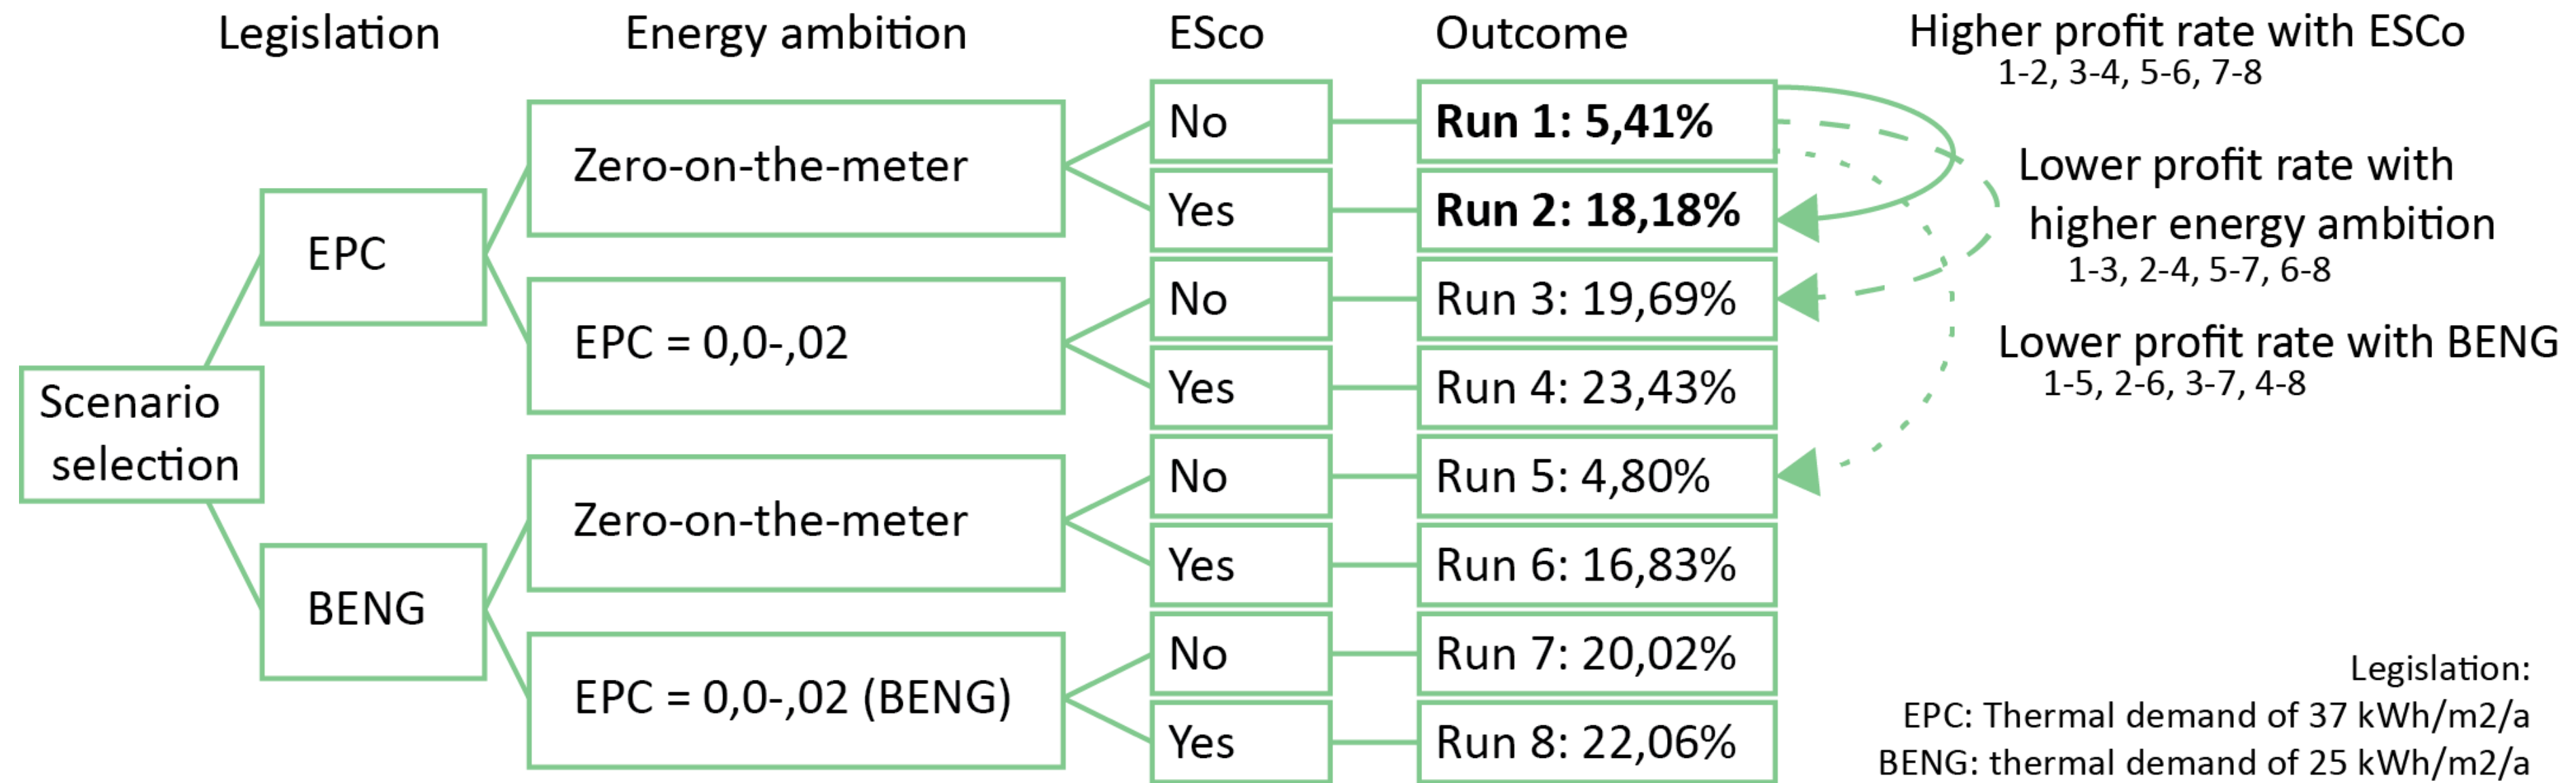 Legislation
Energy ambition
ESco
Outcome
Higher profit rate with ESCo
1-2, 3-4, 5-6, 7-8
Scenario
selection
EPC
BENG
Zero-on-the-meter
EPC = 0,0-,02
Zero-on-the-meter
EPC = 0,0-,02 (BENG)
No
Yes
No
Yes
No
Yes
No
Yes
Run 1: 5,41%
Run 2: 18,18%
Run 3: 19,69%
Run 4: 23,43%
Run 5: 4,80%
Run 6: 16,83%
Run 7: 20,02%
Run 8: 22,06%
Lower profit rate with
higher energy ambition
1-3, 2-4, 5-7, 6-8
Lower profit rate with BENG
1-5, 2-6, 3-7, 4-8
Legislation:
EPC: Thermal demand of 37 kWh/m2/a
BENG: thermal demand of 25 kWh/m2/a